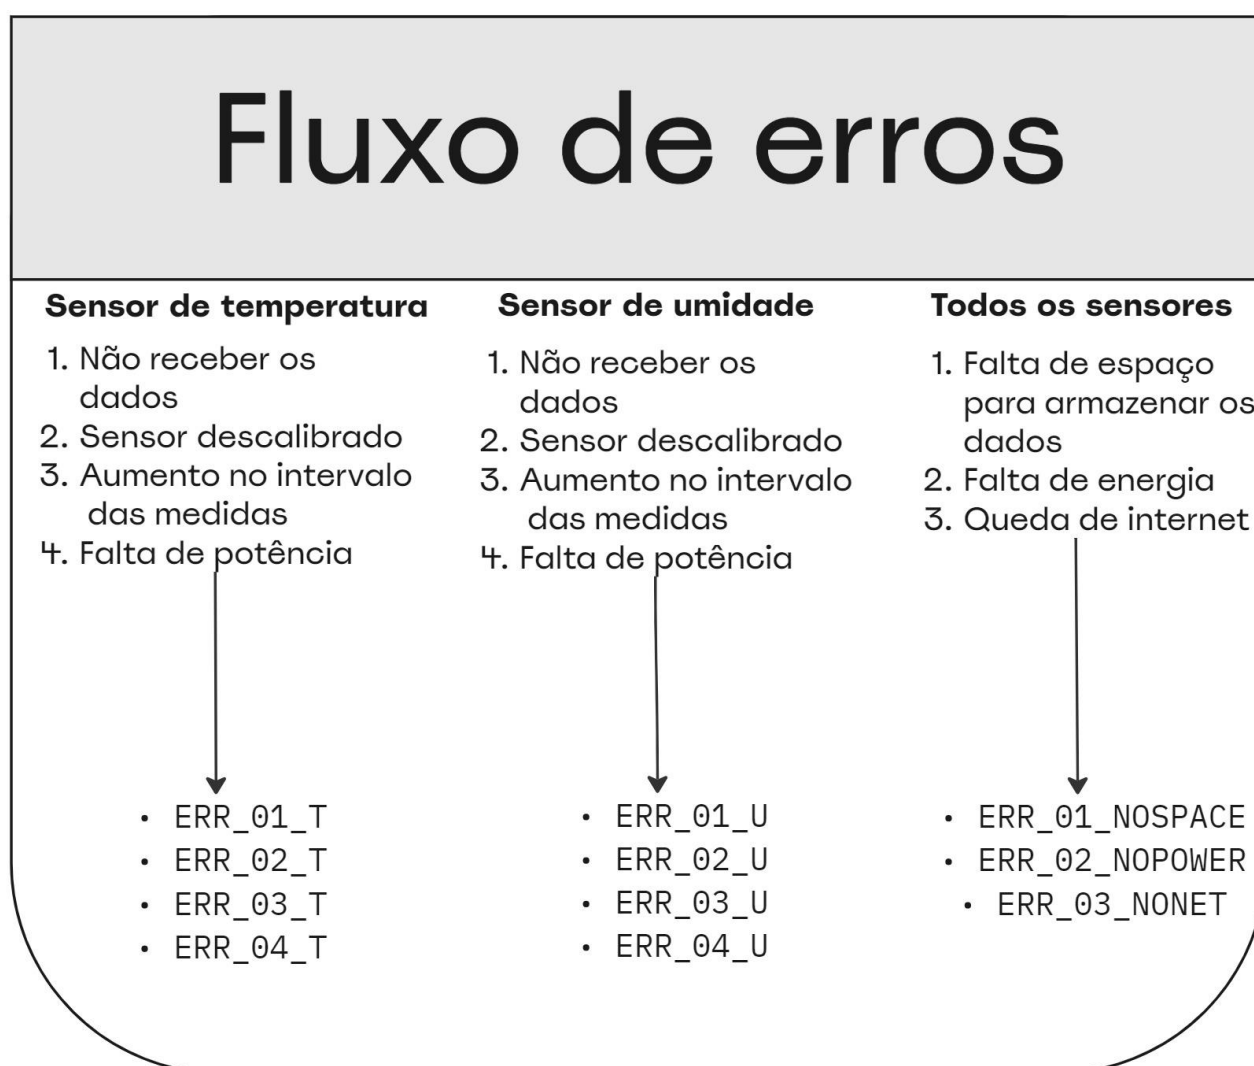 Fluxo de erros
Sensor de temperatura
1. Não receber os
dados
2. Sensor descalibrado
3. Aumento no intervalo
das medidas
4. Falta de potência
ERR_01_T
ERR_02_T
ERR_03_T
ERR_04_T
Sensor de umidade
1. Não receber os
dados
2. Sensor descalibrado
3. Aumento no intervalo
das medidas
4. Falta de potência
ERR_01_U
ERR_02_U
ERR_03_U
ERR_04_U
Todos os sensores
1. Falta de espaço
para armazenar os
dados
2. Falta de energia
3. Queda de internet
ERR_01_NOSPACE
ERR_02_NOPOWER
ERR_03_NONET